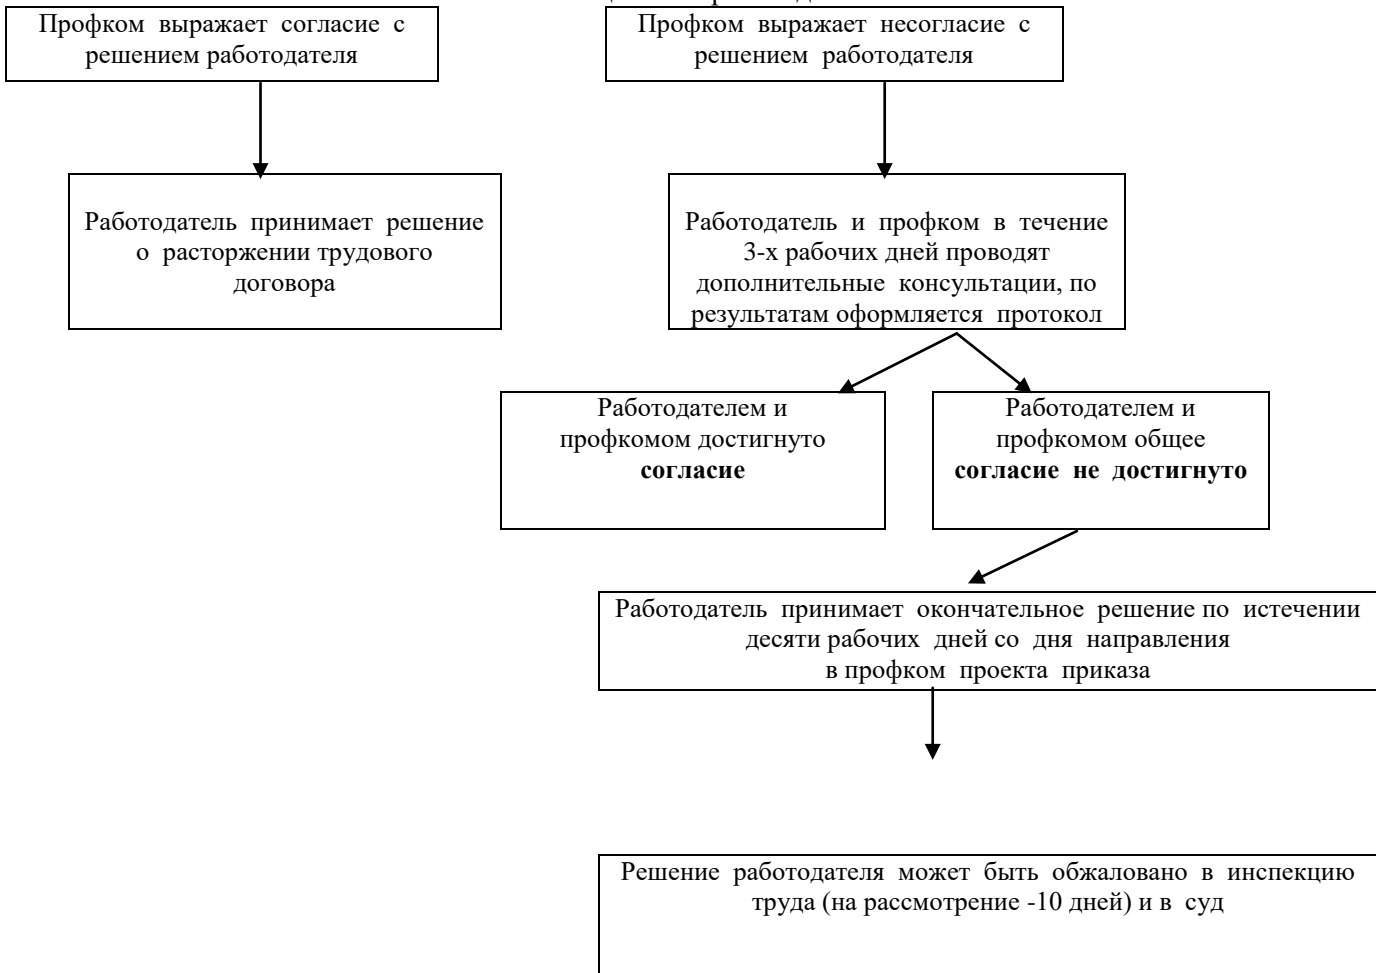 Профком выражает согласие с
решением работодателя
Профком выражает несогласие с
решением работодателя
Работодатель принимает решение
о расторжении трудового
договора
Работодатель и профком в течение
3-х рабочих дней проводят
дополнительные консультации, по
результатам оформляется протокол
Работодателем и
профкомом достигнуто
согласие
Работодателем и
профкомом общее
согласие не достигнуто
Работодатель принимает окончательное решение по истечении
десяти рабочих дней со дня направления
в профком проекта приказа
Решение работодателя может быть обжаловано в инспекцию
труда (на рассмотрение -10 дней) и в суд